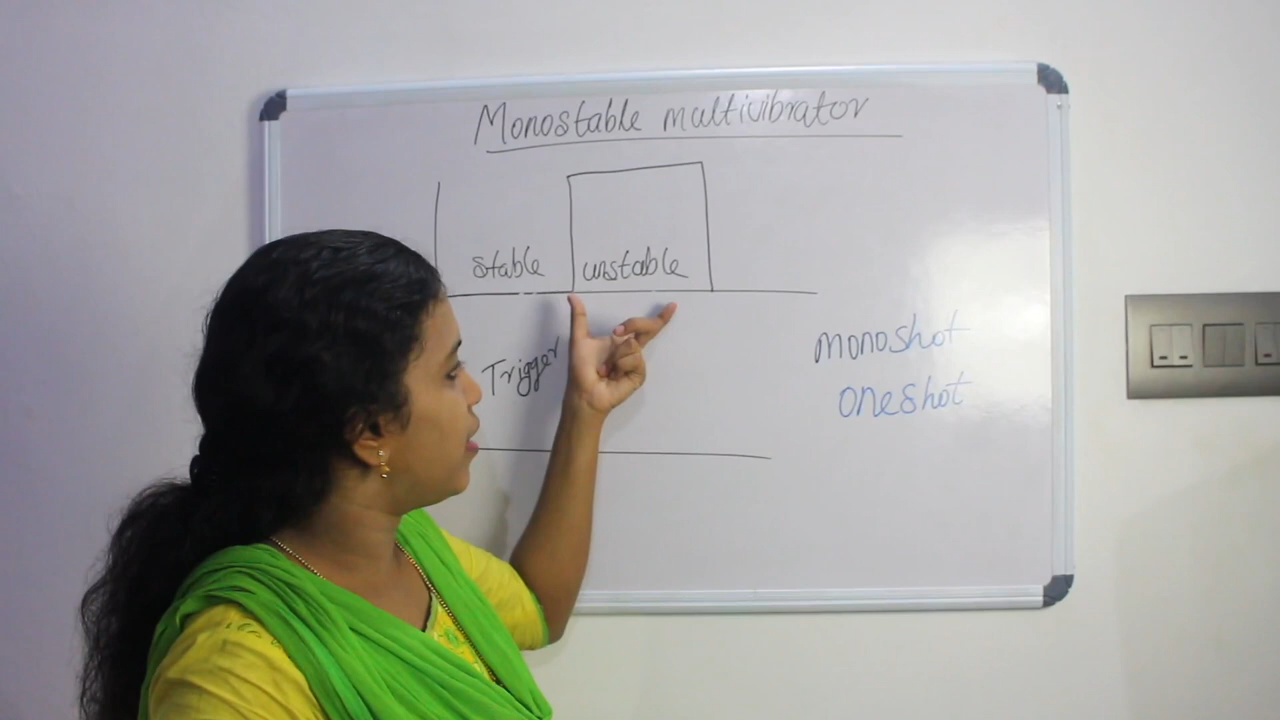 Monostable multivibrator
stable unstable
Trigger
monoshot
oneshot